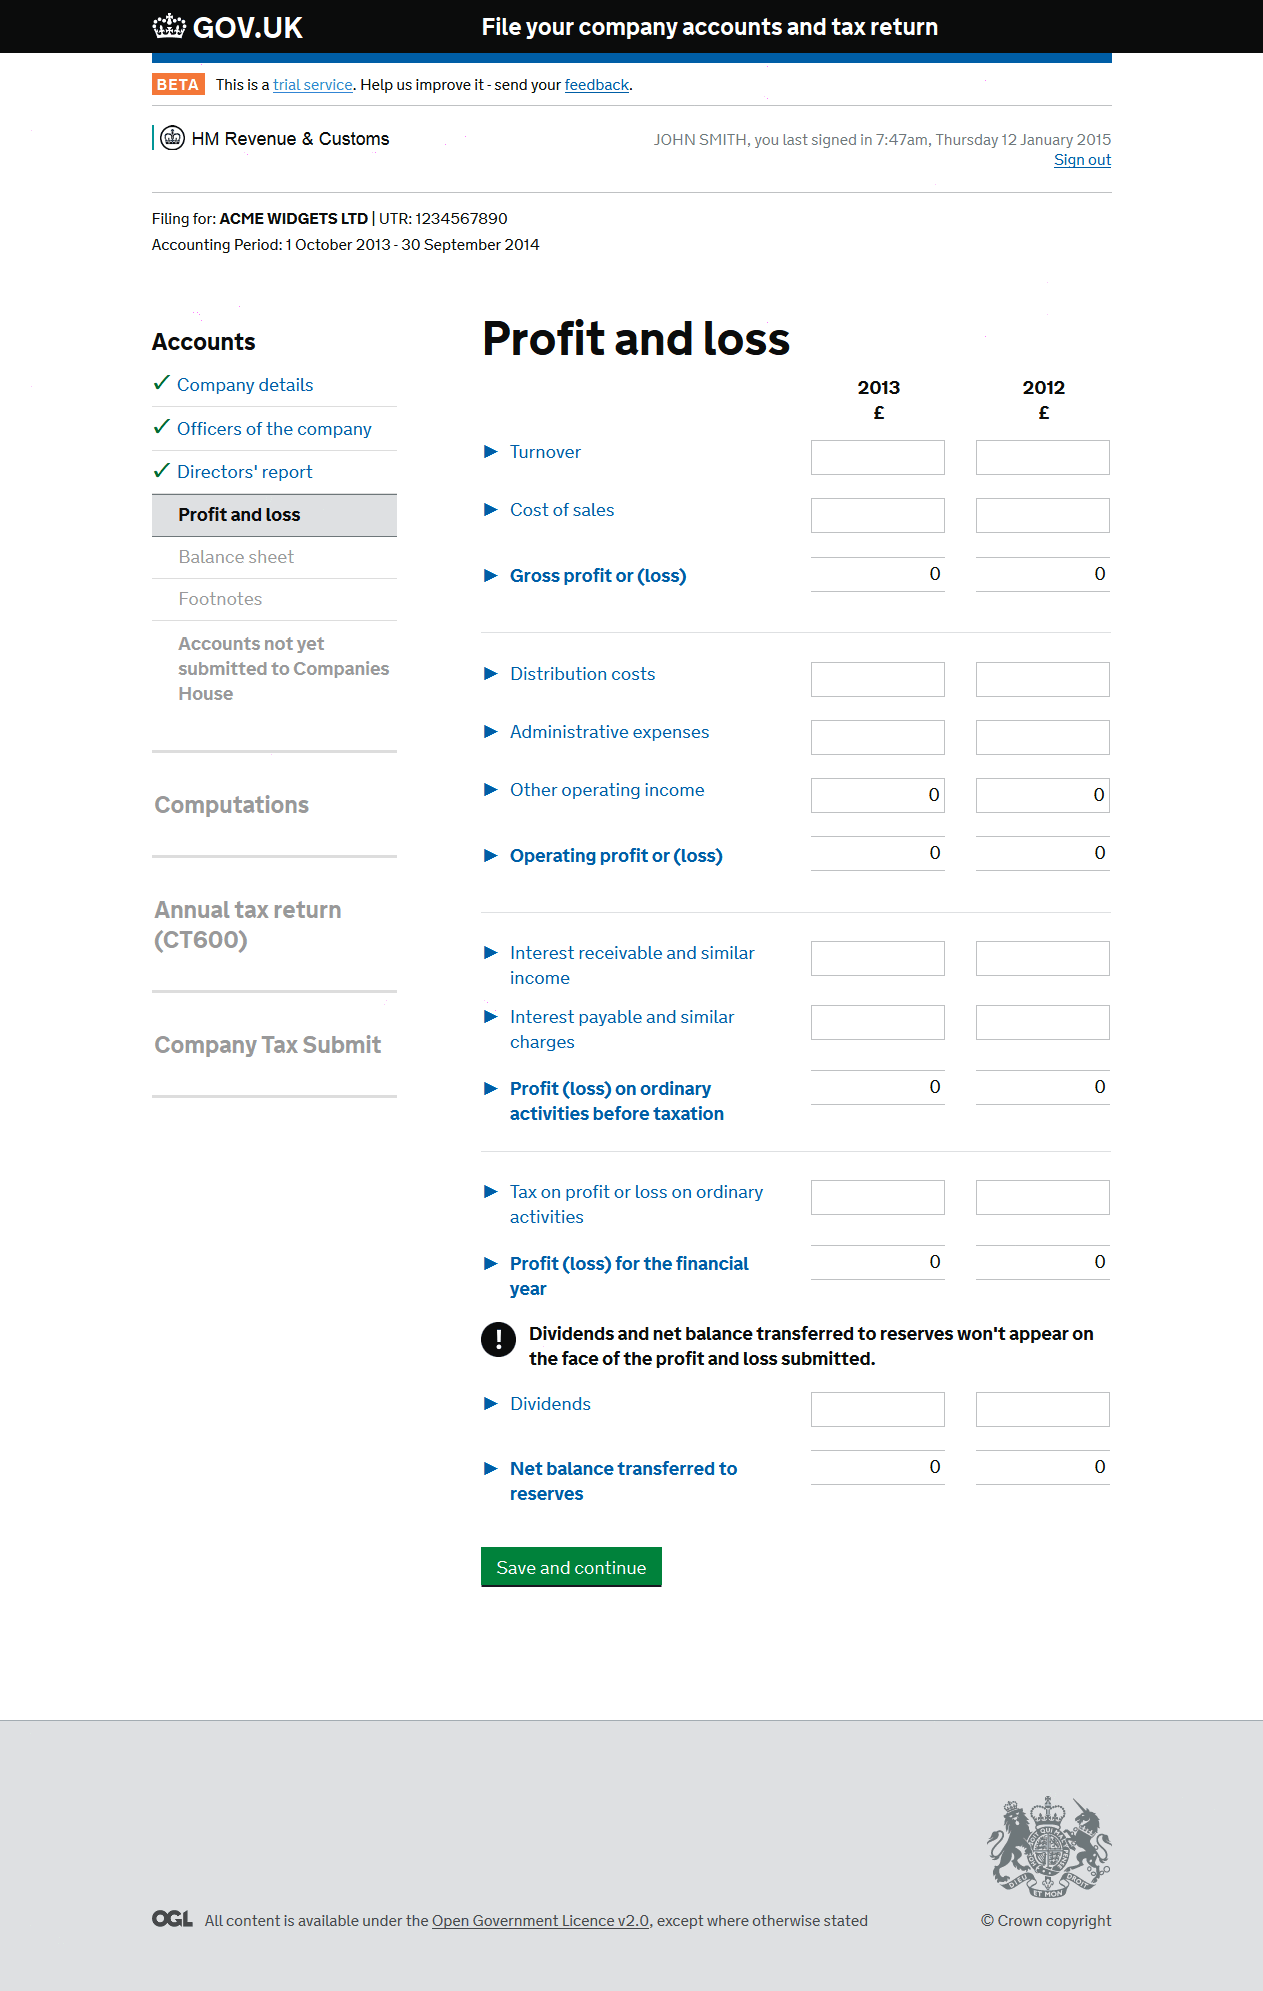 GOV.UK File your company accounts and tax return
BETA This is a trial service. Help us improve it - send your feedback.
HM Revenue & Customs
JOHN SMITH, you last signed in 7:47am, Thursday 12 January 2015
Sign out
Filing for: ACME WIDGETS LTD | UTR: 1234567890
Accounting Period: 1 October 2013 - 30 September 2014
Accounts
✓ Company details
✓ Officers of the company
✓ Directors' report
Profit and loss
Balance sheet
Footnotes
Accounts not yet
submitted to Companies
House
Computations
Annual tax return
(CT600)
Company Tax Submit
Profit and loss
2013 2012
£ £
Turnover
Cost of sales
Gross profit or (loss) 0 0
Distribution costs
Administrative expenses
Other operating income 0 0
Operating profit or (loss) 0 0
Interest receivable and similar
income
Interest payable and similar
charges
Profit (loss) on ordinary 0 0
activities before taxation
Tax on profit or loss on ordinary
activities
Profit (loss) for the financial 0 0
year
! Dividends and net balance transferred to reserves won't appear on
the face of the profit and loss submitted.
Dividends
Net balance transferred to 0 0
reserves
Save and continue
DIEU ET MON DROIT
OGL All content is available under the Open Government Licence v2.0, except where otherwise stated
© Crown copyright